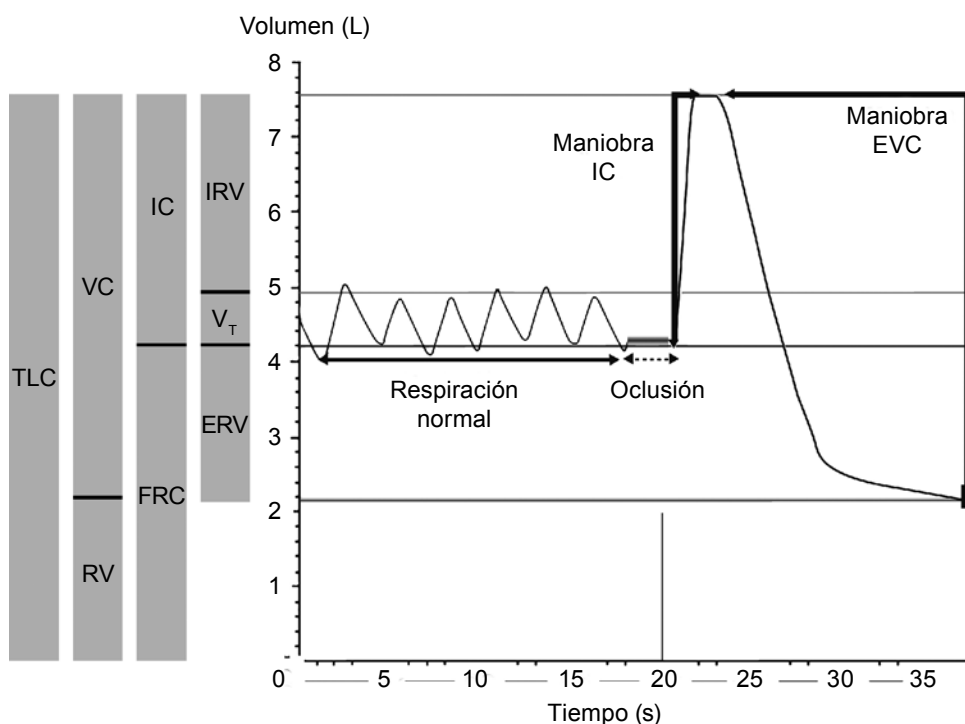 Volumen (L)
8
7
6
5
4
3
2
1
0
5
10
15
20
25
30
35
Tiempo (s)
TLC
VC
RV
IC
FRC
IRV
V_T
ERV
Respiración
normal
Oclusión
Maniobra
IC
Maniobra
EVC